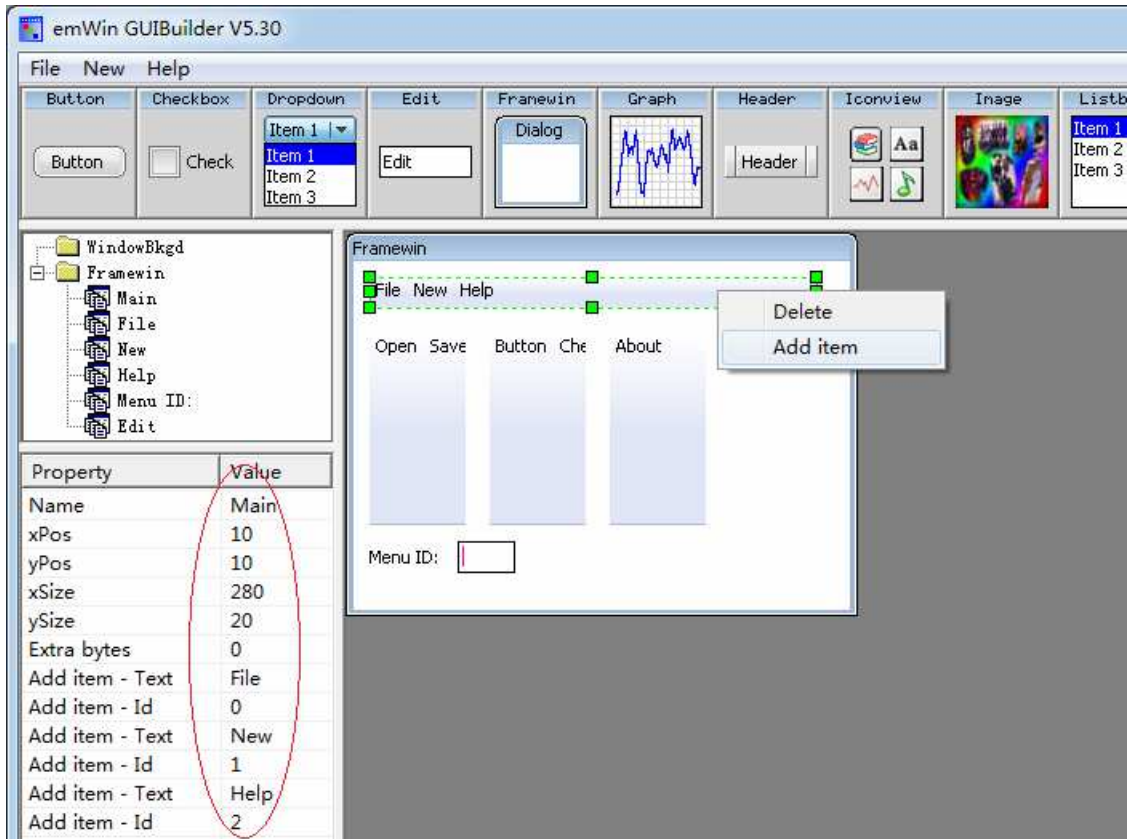 emWin GUIBuilder V5.30
File New Help
Button Checkbox Dropdown Edit Framewin Graph Header Iconview Image Listb
Button
Check
Item 1
Item 1
Item 2
Item 3
Edit
Dialog
Header
Aa
Item 1
Item 2
Item 3
WindowBkgd
Framewin
Main
File
New
Help
Menu ID:
Edit
Property Value
Name Main
xPos 10
yPos 10
xSize 280
ySize 20
Extra bytes 0
Add item - Text File
Add item - Id 0
Add item - Text New
Add item - Id 1
Add item - Text Help
Add item - Id 2
Framewin
File New Help
Delete
Add item
Open Save Button Che About
Menu ID: